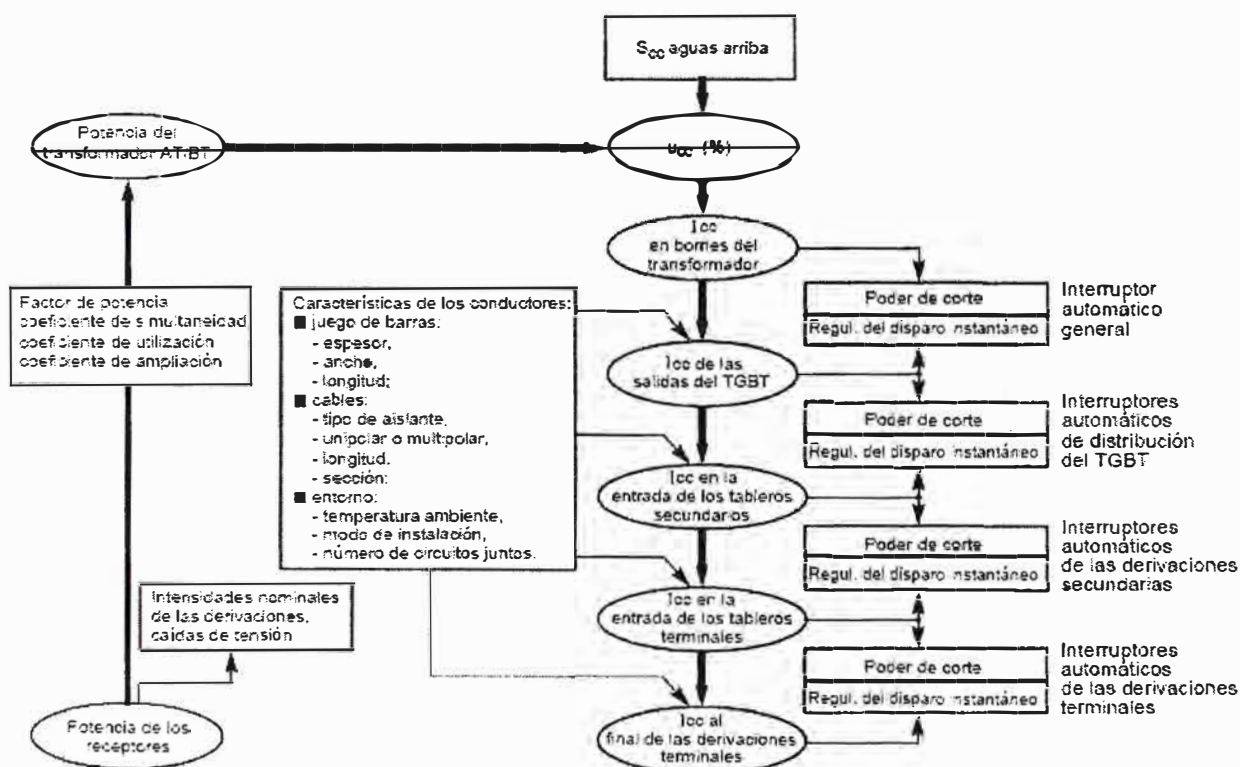 Scc aguas arriba
Potencia del
transformador AT/BT
ucc (%)
Icc
en bornes del
transformador
Factor de potencia
coeficiente de simultaneidad
coeficiente de utilización
coeficiente de ampliación
Características de los conductores:
■ juego de barras:
- espesor,
- ancho,
- longitud;
■ cables:
- tipo de aislante,
- unipolar o multipolar,
- longitud.
- sección:
■ entorno:
- temperatura ambiente,
- modo de instalación,
- número de circuitos juntos.
Poder de corte
Regul. del disparo instantáneo
Interruptor
automático
general
Icc de las
salidas del TGBT
Poder de corte
Regul. del disparo instantáneo
Interruptores
automáticos
de distribución
del TGBT
Icc en la
entrada de los tableros
secundarios
Poder de corte
Regul. del disparo instantáneo
Interruptores
automáticos
de las derivaciones
secundarias
Intensidades nominales
de las derivaciones,
caídas de tensión
Icc en la
entrada de los tableros
terminales
Poder de corte
Regul. del disparo instantáneo
Interruptores
automáticos
de las derivaciones
terminales
Potencia de los
receptores
Icc al
final de las derivaciones
terminales